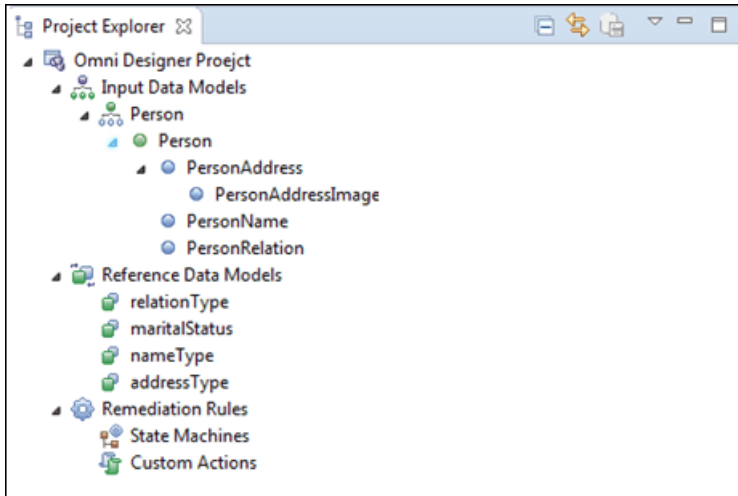 Project Explorer
Omni Designer Proejct
Input Data Models
Person
Person
PersonAddress
PersonAddressImage
PersonName
PersonRelation
Reference Data Models
relationType
maritalStatus
nameType
addressType
Remediation Rules
State Machines
Custom Actions